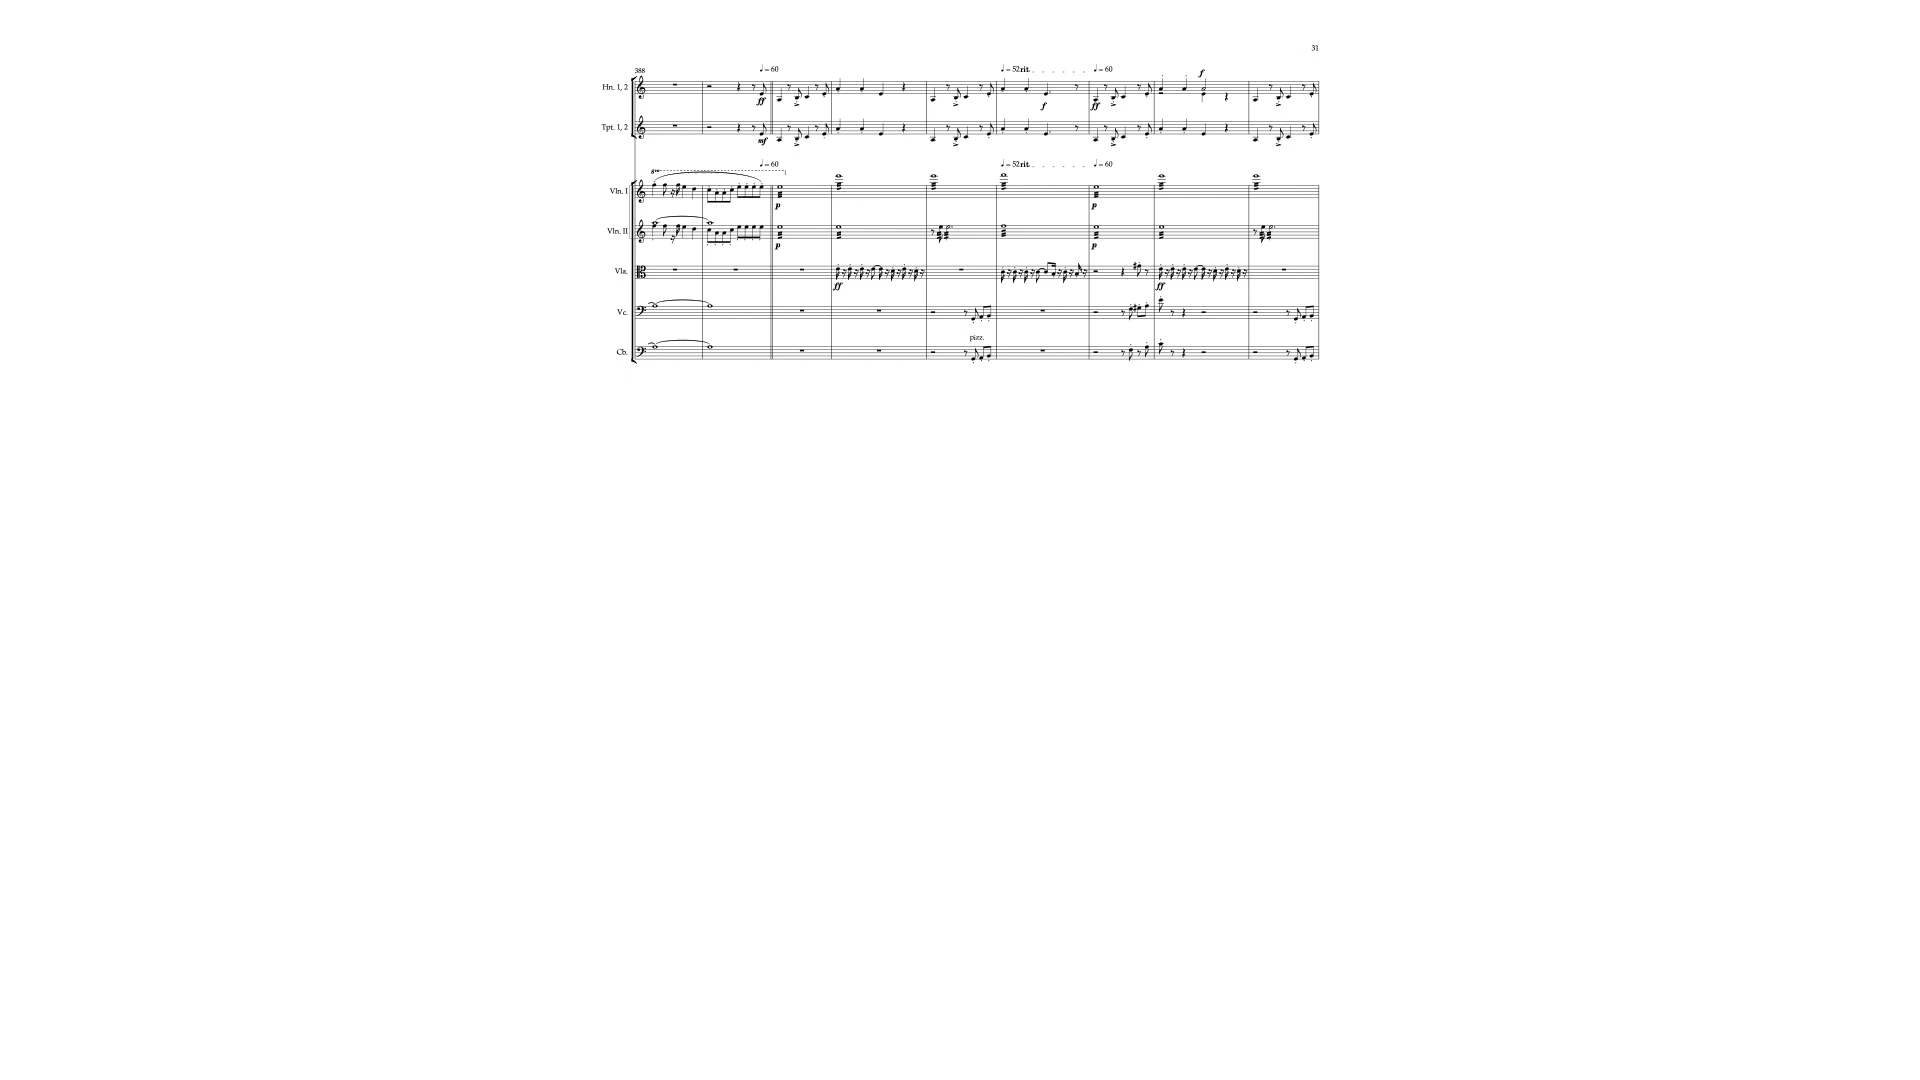 31
388
♩= 60
♩= 52 rit.
♩= 60
f
Hn. 1, 2
ff
f
ff
Tpt. 1, 2
mf
♩= 60
♩= 52 rit.
♩= 60
8va
Vln. I
p
p
Vln. II
p
p
Vla.
ff
ff
Vc.
pizz.
Cb.